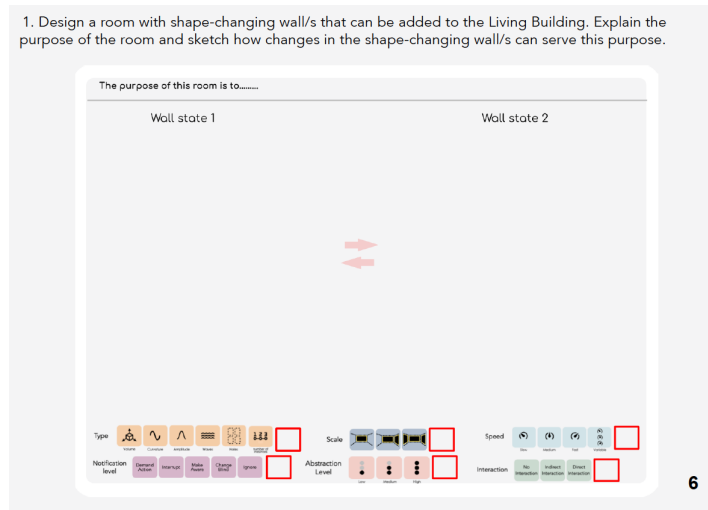 1. Design a room with shape-changing wall/s that can be added to the Living Building. Explain the
purpose of the room and sketch how changes in the shape-changing wall/s can serve this purpose.
The purpose of this room is to.........
Wall state 1
Wall state 2
Type
Volume Curvature Amplitude Waves
Scale
Speed
Slow Medium Fast Variable
Notification
level
Demand
Action
Interrupt
Make
Aware
Change
Blind
Ignore
Abstraction
Level
Low Medium High
Interaction
No
Interaction
Indirect
Interaction
Direct
Interaction
6